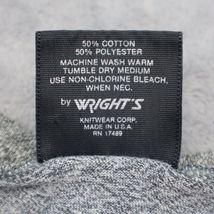 50% COTTON
50% POLYESTER
MACHINE WASH WARM
TUMBLE DRY MEDIUM
USE NON-CHLORINE BLEACH,
WHEN NEC.
by WRIGHT'S
KNITWEAR CORP.
MADE IN U.S.A.
RN 17489